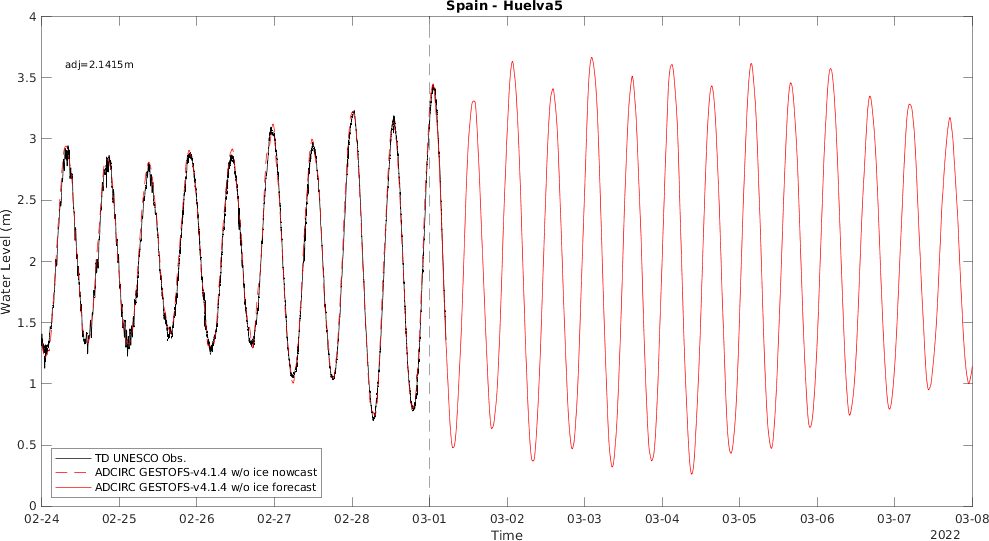 Spain - Huelva5
adj=2.1415m
Water Level (m)
4
3.5
3
2.5
2
1.5
1
0.5
0
TD UNESCO Obs.
ADCIRC GESTOFS-v4.1.4 w/o ice nowcast
ADCIRC GESTOFS-v4.1.4 w/o ice forecast
02-24 02-25 02-26 02-27 02-28 03-01 03-02 03-03 03-04 03-05 03-06 03-07 03-08
Time
2022